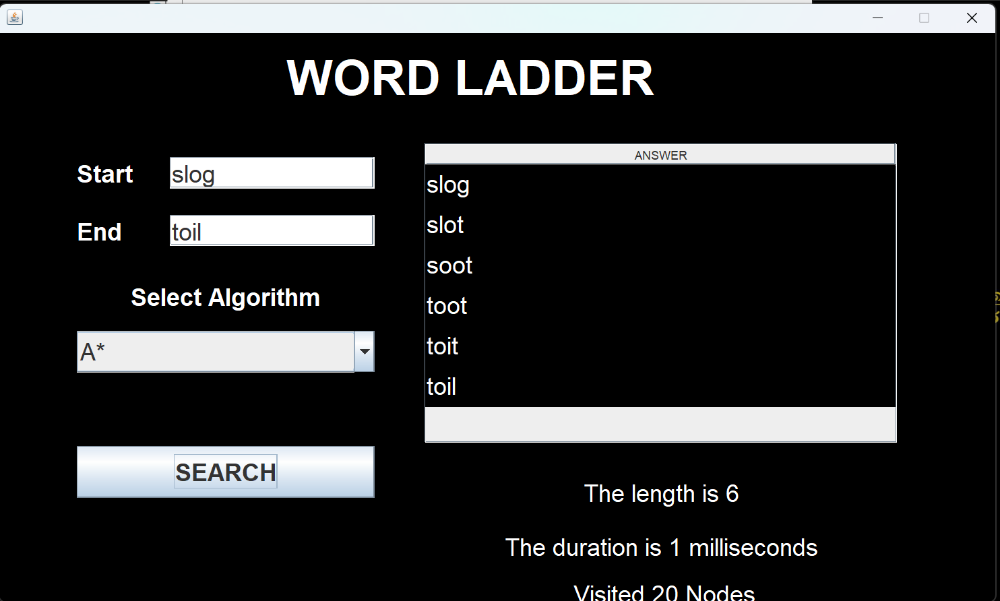 WORD LADDER
Start
slog
End
toil
Select Algorithm
A*
SEARCH
ANSWER
slog
slot
soot
toot
toit
toil
The length is 6
The duration is 1 milliseconds
Visited 20 Nodes